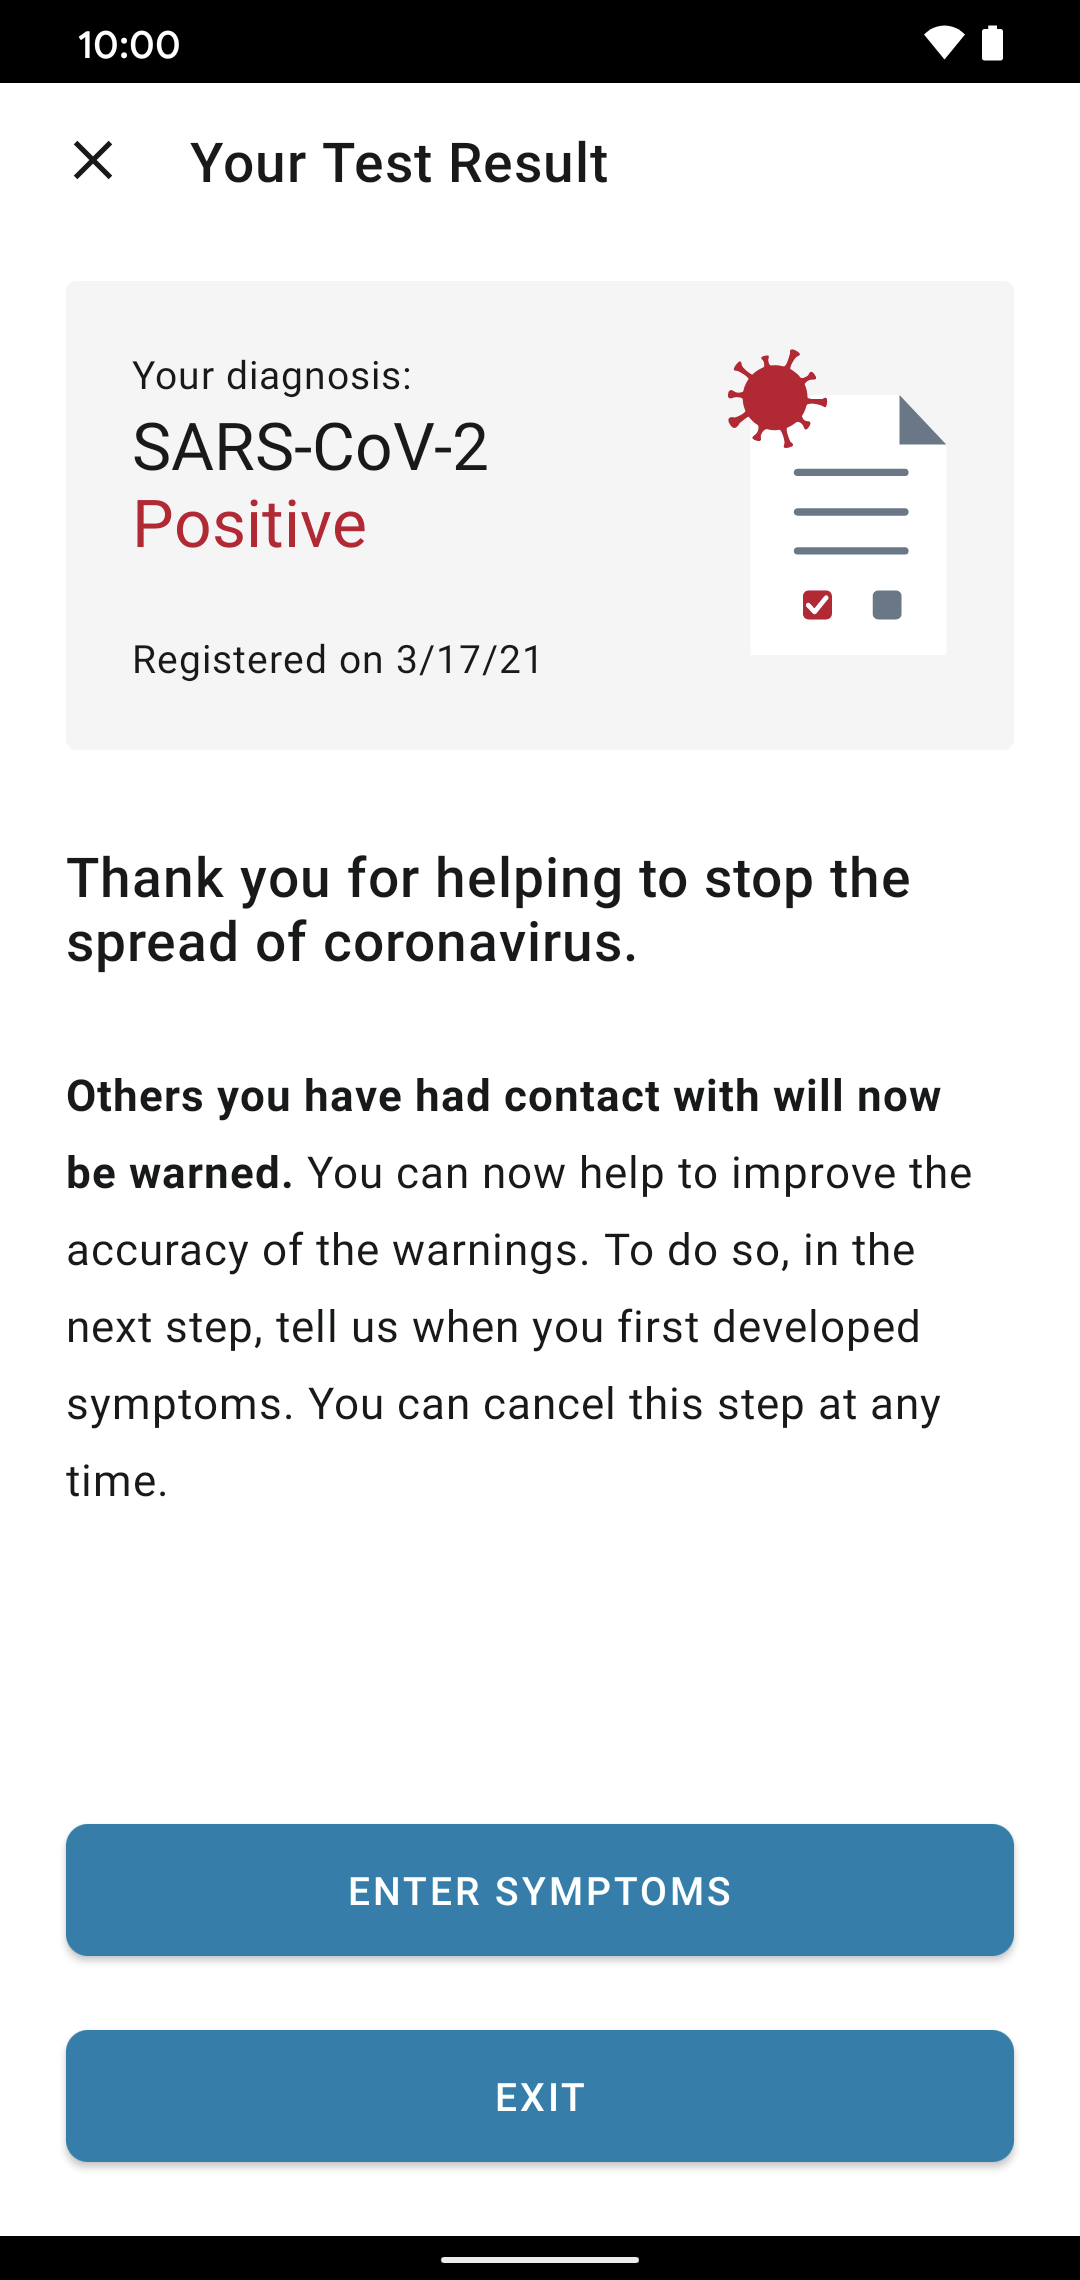 10:00
Your Test Result
Your diagnosis:
SARS-CoV-2
Positive
Registered on 3/17/21
Thank you for helping to stop the
spread of coronavirus.
Others you have had contact with will now
be warned. You can now help to improve the
accuracy of the warnings. To do so, in the
next step, tell us when you first developed
symptoms. You can cancel this step at any
time.
ENTER SYMPTOMS
EXIT